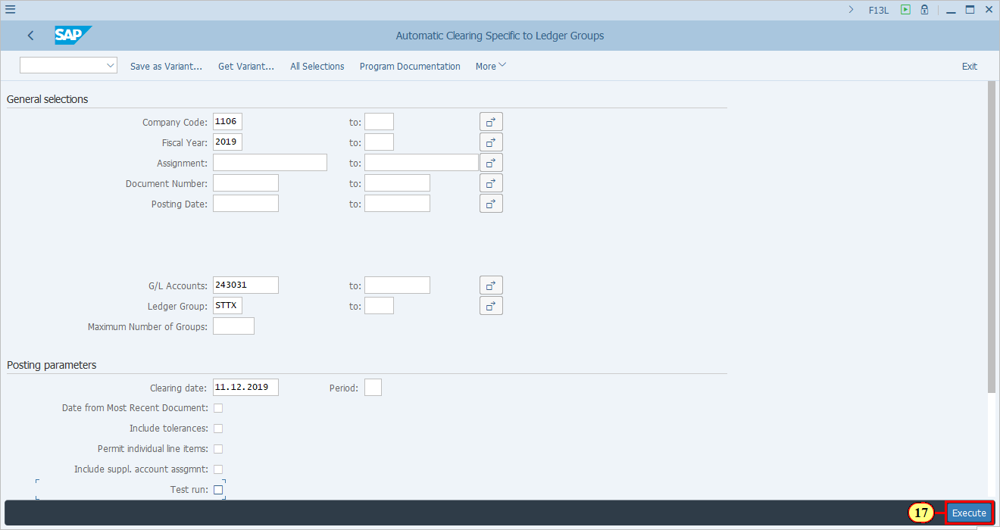 F13L
SAP Automatic Clearing Specific to Ledger Groups
Save as Variant... Get Variant... All Selections Program Documentation More Exit
General selections
Company Code: 1106 to:
Fiscal Year: 2019 to:
Assignment: to:
Document Number: to:
Posting Date: to:
G/L Accounts: 243031 to:
Ledger Group: STTX to:
Maximum Number of Groups:
Posting parameters
Clearing date: 11.12.2019 Period:
Date from Most Recent Document:
Include tolerances:
Permit individual line items:
Include suppl. account assgmnt:
Test run:
17 Execute